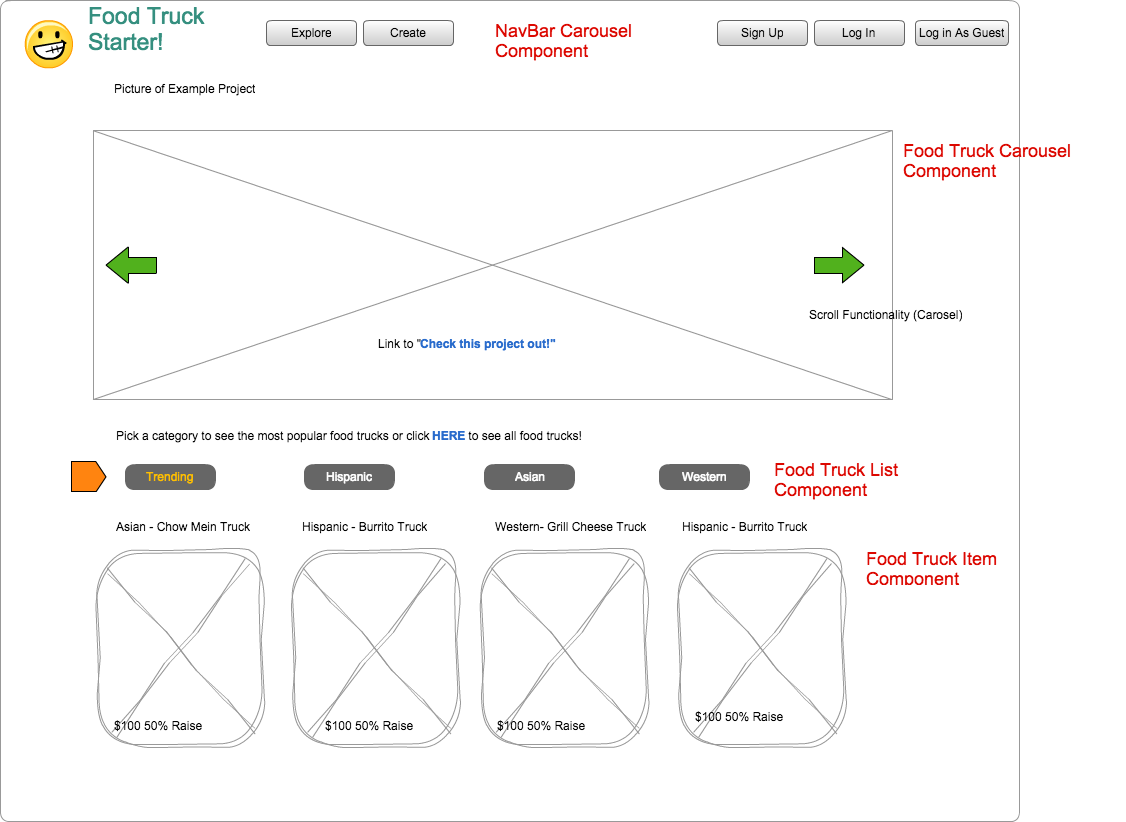 Food Truck
Starter!
Explore
Create
NavBar Carousel
Component
Sign Up
Log In
Log in As Guest
Picture of Example Project
Food Truck Carousel
Component
Scroll Functionality (Carosel)
Link to "Check this project out!"
Pick a category to see the most popular food trucks or click HERE to see all food trucks!
Trending
Hispanic
Asian
Western
Food Truck List
Component
Asian - Chow Mein Truck
Hispanic - Burrito Truck
Western- Grill Cheese Truck
Hispanic - Burrito Truck
Food Truck Item
Component
$100 50% Raise
$100 50% Raise
$100 50% Raise
$100 50% Raise